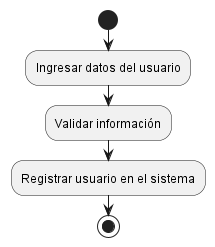 Ingresar datos del usuario
Validar información
Registrar usuario en el sistema